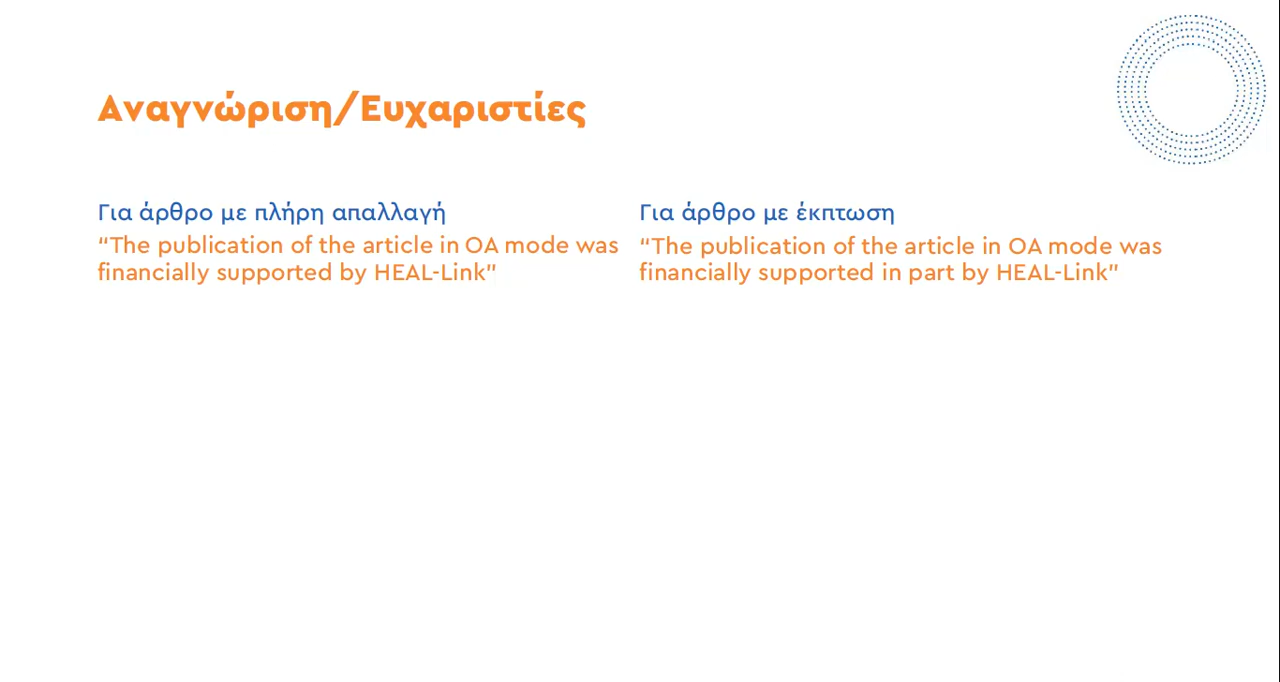 Αναγνώριση/Ευχαριστίες
Για άρθρο με πλήρη απαλλαγή
“The publication of the article in OA mode was
financially supported by HEAL-Link”
Για άρθρο με έκπτωση
“The publication of the article in OA mode was
financially supported in part by HEAL-Link”